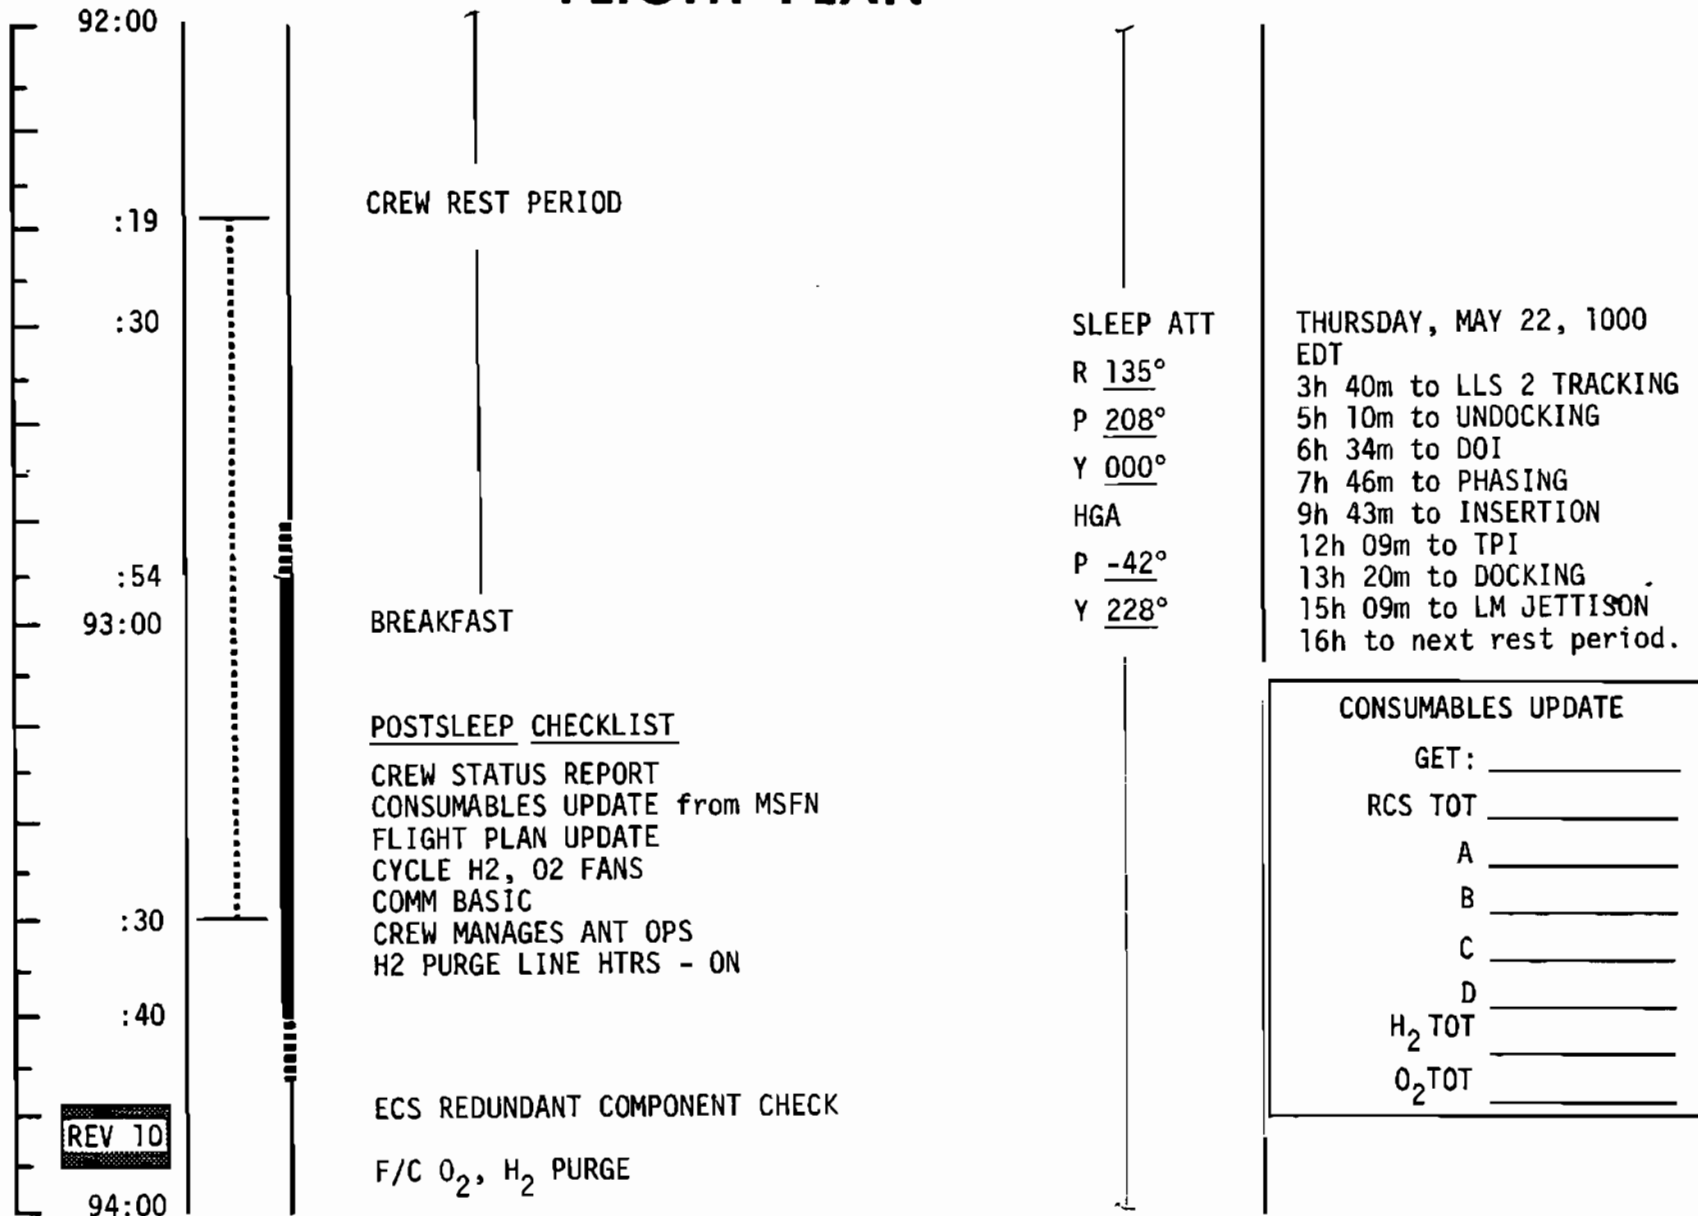 FLIGHT PLAN
92:00
:19
:30
:54
93:00
:30
:40
REV 10
94:00
CREW REST PERIOD
BREAKFAST
POSTSLEEP CHECKLIST
CREW STATUS REPORT
CONSUMABLES UPDATE from MSFN
FLIGHT PLAN UPDATE
CYCLE H2, O2 FANS
COMM BASIC
CREW MANAGES ANT OPS
H2 PURGE LINE HTRS - ON
ECS REDUNDANT COMPONENT CHECK
F/C O2, H2 PURGE
SLEEP ATT
R 135°
P 208°
Y 000°
HGA
P -42°
Y 228°
THURSDAY, MAY 22, 1000
EDT
3h 40m to LLS 2 TRACKING
5h 10m to UNDOCKING
6h 34m to DOI
7h 46m to PHASING
9h 43m to INSERTION
12h 09m to TPI
13h 20m to DOCKING
15h 09m to LM JETTISON
16h to next rest period.
CONSUMABLES UPDATE
GET:
RCS TOT
A
B
C
D
H2 TOT
O2 TOT